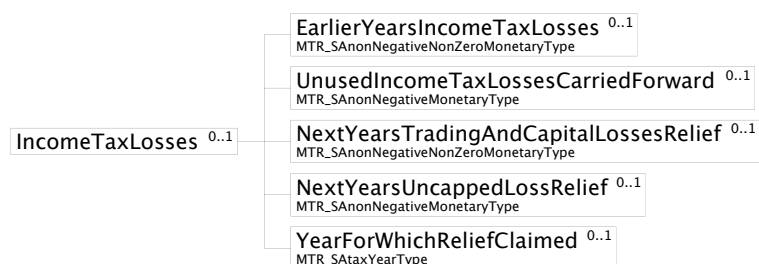 EarlierYearsIncomeTaxLosses 0..1
MTR_SAnonNegativeNonZeroMonetaryType
UnusedIncomeTaxLossesCarriedForward 0..1
MTR_SAnonNegativeMonetaryType
IncomeTaxLosses 0..1
NextYearsTradingAndCapitalLossesRelief 0..1
MTR_SAnonNegativeNonZeroMonetaryType
NextYearsUncappedLossRelief 0..1
MTR_SAnonNegativeMonetaryType
YearForWhichReliefClaimed 0..1
MTR_SAtaxYearType